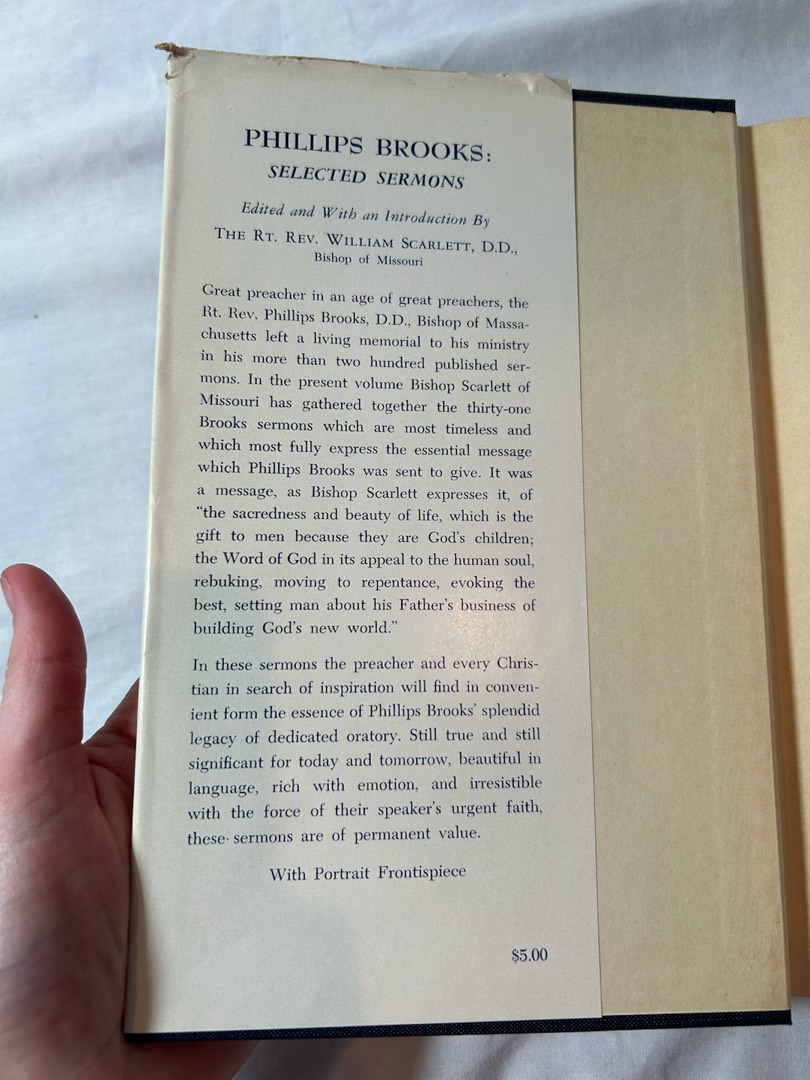 PHILLIPS BROOKS:
SELECTED SERMONS
Edited and With an Introduction By
THE RT. REV. WILLIAM SCARLETT, D.D.,
Bishop of Missouri
Great preacher in an age of great preachers, the
Rt. Rev. Phillips Brooks, D.D., Bishop of Massa-
chusetts left a living memorial to his ministry
in his more than two hundred published ser-
mons. In the present volume Bishop Scarlett of
Missouri has gathered together the thirty-one
Brooks sermons which are most timeless and
which most fully express the essential message
which Phillips Brooks was sent to give. It was
a message, as Bishop Scarlett expresses it, of
“the sacredness and beauty of life, which is the
gift to men because they are God's children;
the Word of God in its appeal to the human soul,
rebuking, moving to repentance, evoking the
best, setting man about his Father's business of
building God's new world.”
In these sermons the preacher and every Chris-
tian in search of inspiration will find in conven-
ient form the essence of Phillips Brooks' splendid
legacy of dedicated oratory. Still true and still
significant for today and tomorrow, beautiful in
language, rich with emotion, and irresistible
with the force of their speaker's urgent faith,
these sermons are of permanent value.
With Portrait Frontispiece
$5.00